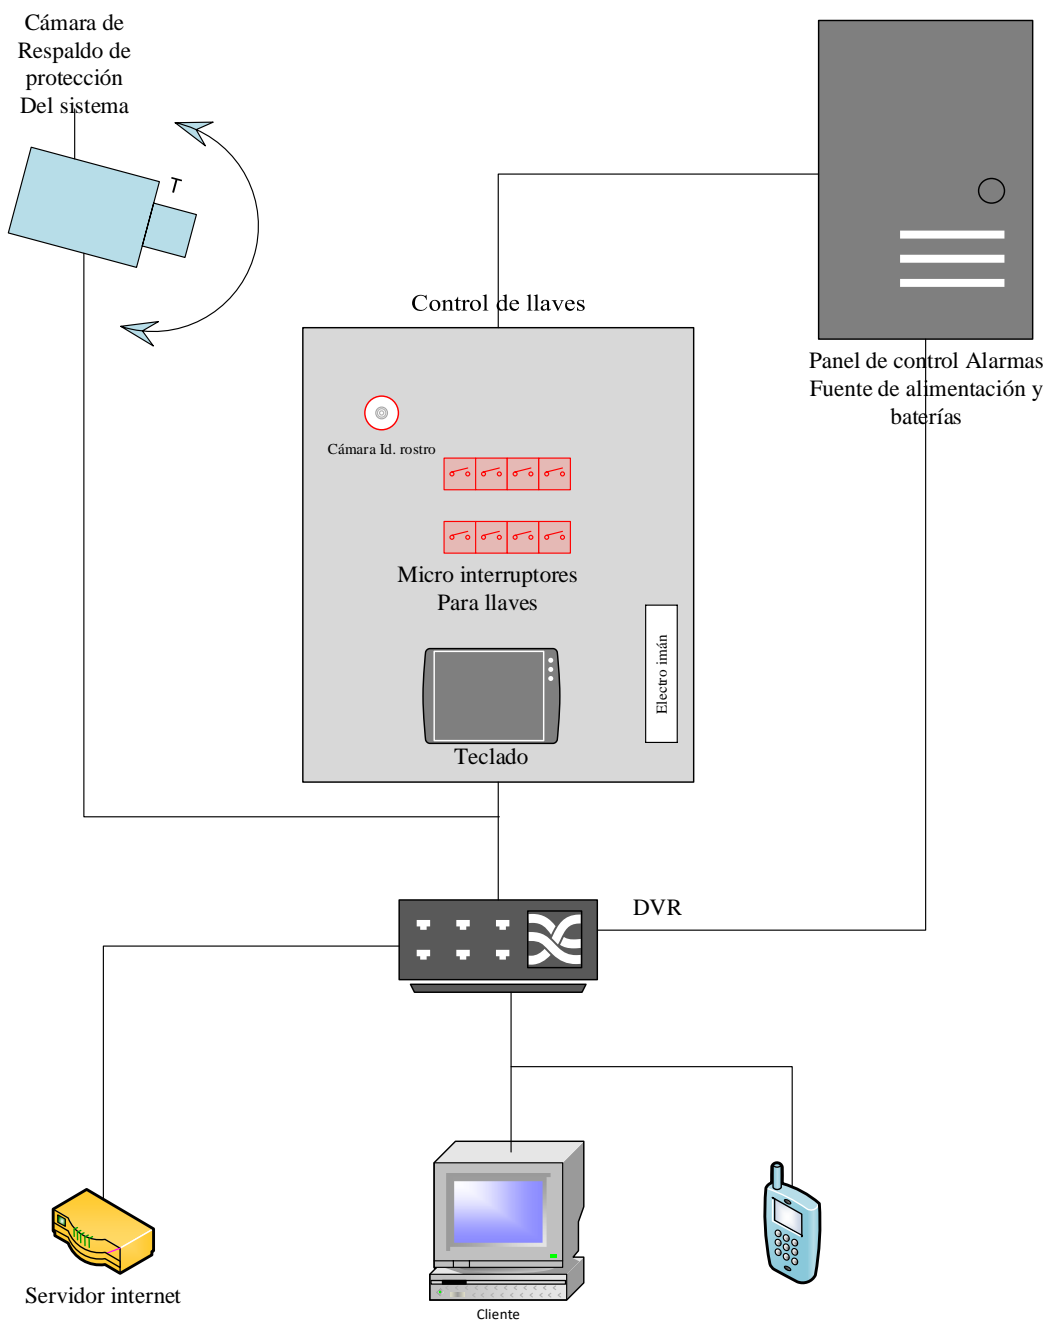 Cámara de
Respaldo de
protección
Del sistema
T
Control de llaves
Panel de control Alarmas
Fuente de alimentación y
baterías
Cámara Id. rostro
Micro interruptores
Para llaves
Electro imán
Teclado
DVR
Servidor internet
Cliente